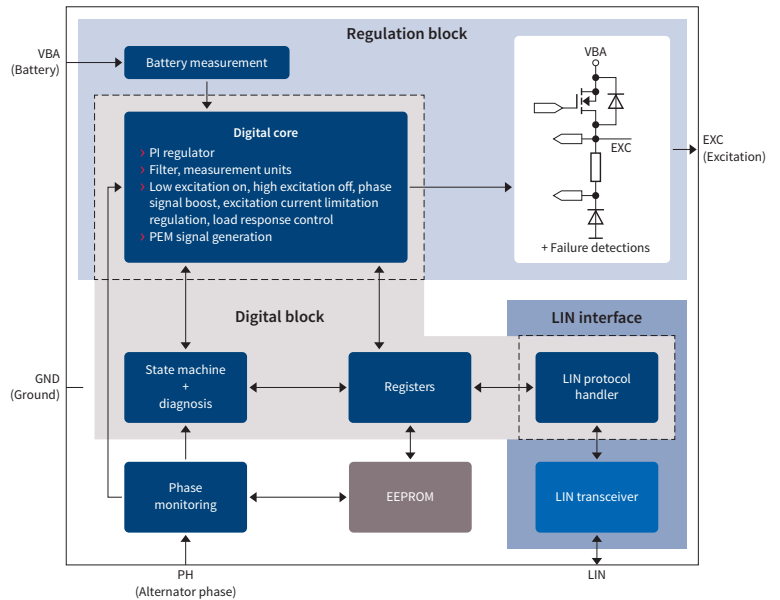 Regulation block
VBA
(Battery)
Battery measurement
VBA
EXC
+ Failure detections
EXC
(Excitation)
Digital core
› PI regulator
› Filter, measurement units
› Low excitation on, high excitation off, phase
signal boost, excitation current limitation
regulation, load response control
› PEM signal generation
Digital block
LIN interface
GND
(Ground)
State machine
+
diagnosis
Registers
LIN protocol
handler
Phase
monitoring
EEPROM
LIN transceiver
PH
(Alternator phase)
LIN